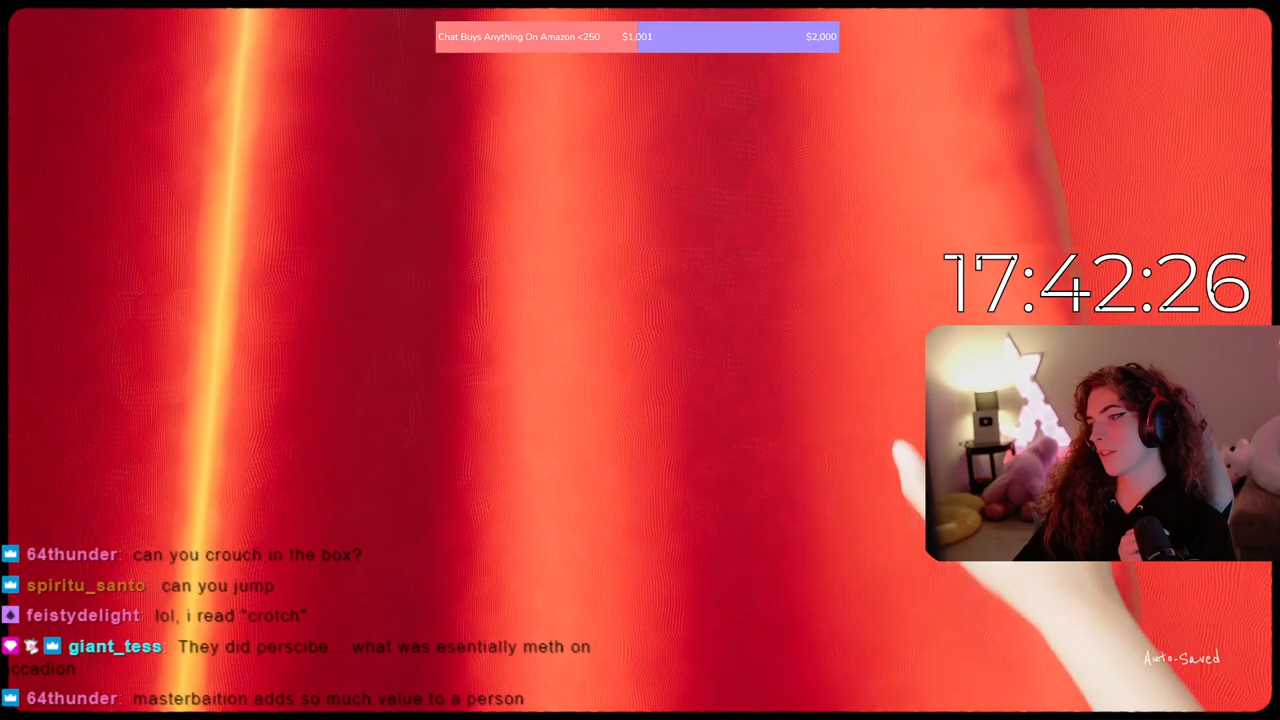 Chat Buys Anything On Amazon <250 $1,001 $2,000
17:42:26
64thunder: can you crouch in the box?
spiritu_santo: can you jump
feistydelight: lol, i read "crotch"
giant_tess: They did perscibe... what was esentially meth on
occadion
64thunder: masterbaition adds so much value to a person
Auto-Saved